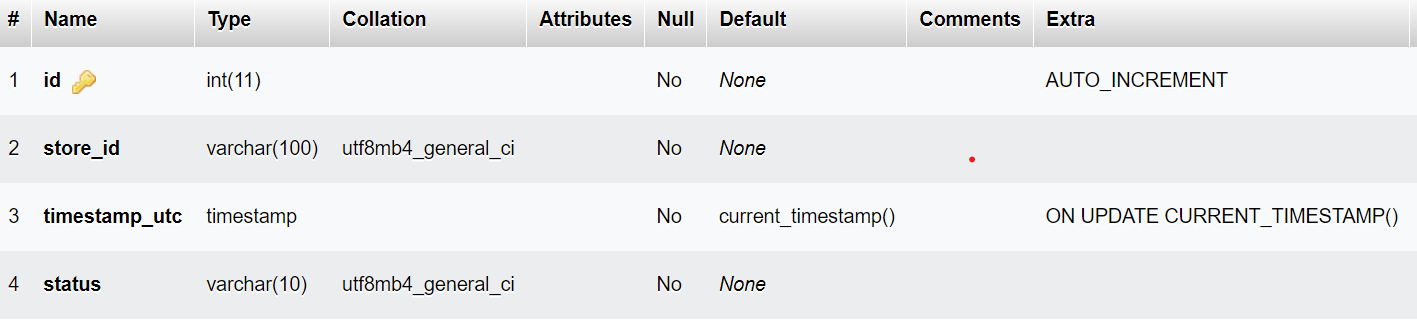 # Name Type Collation Attributes Null Default Comments Extra
1 id int(11) No None AUTO_INCREMENT
2 store_id varchar(100) utf8mb4_general_ci No None
3 timestamp_utc timestamp No current_timestamp() ON UPDATE CURRENT_TIMESTAMP()
4 status varchar(10) utf8mb4_general_ci No None